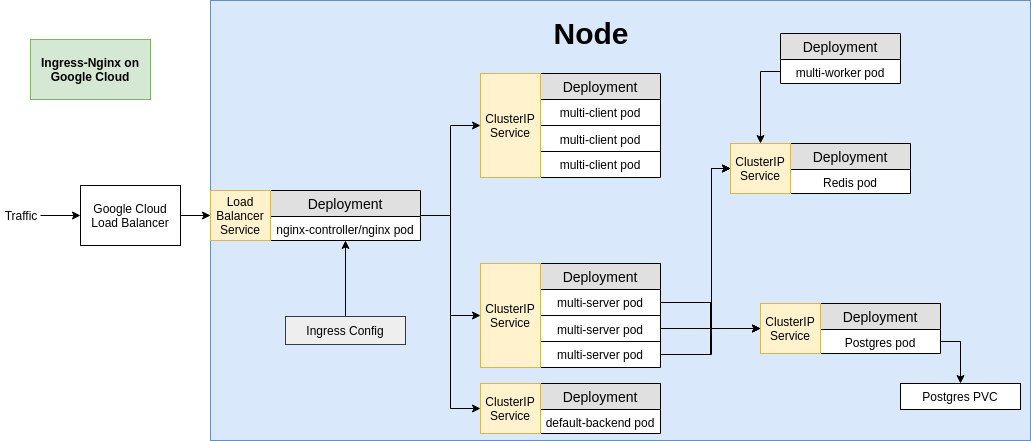 Node
Ingress-Nginx on
Google Cloud
Traffic
Google Cloud
Load Balancer
Load
Balancer
Service
Deployment
nginx-controller/nginx pod
Ingress Config
ClusterIP
Service
Deployment
multi-client pod
multi-client pod
multi-client pod
ClusterIP
Service
Deployment
multi-server pod
multi-server pod
multi-server pod
ClusterIP
Service
Deployment
default-backend pod
Deployment
multi-worker pod
ClusterIP
Service
Deployment
Redis pod
ClusterIP
Service
Deployment
Postgres pod
Postgres PVC